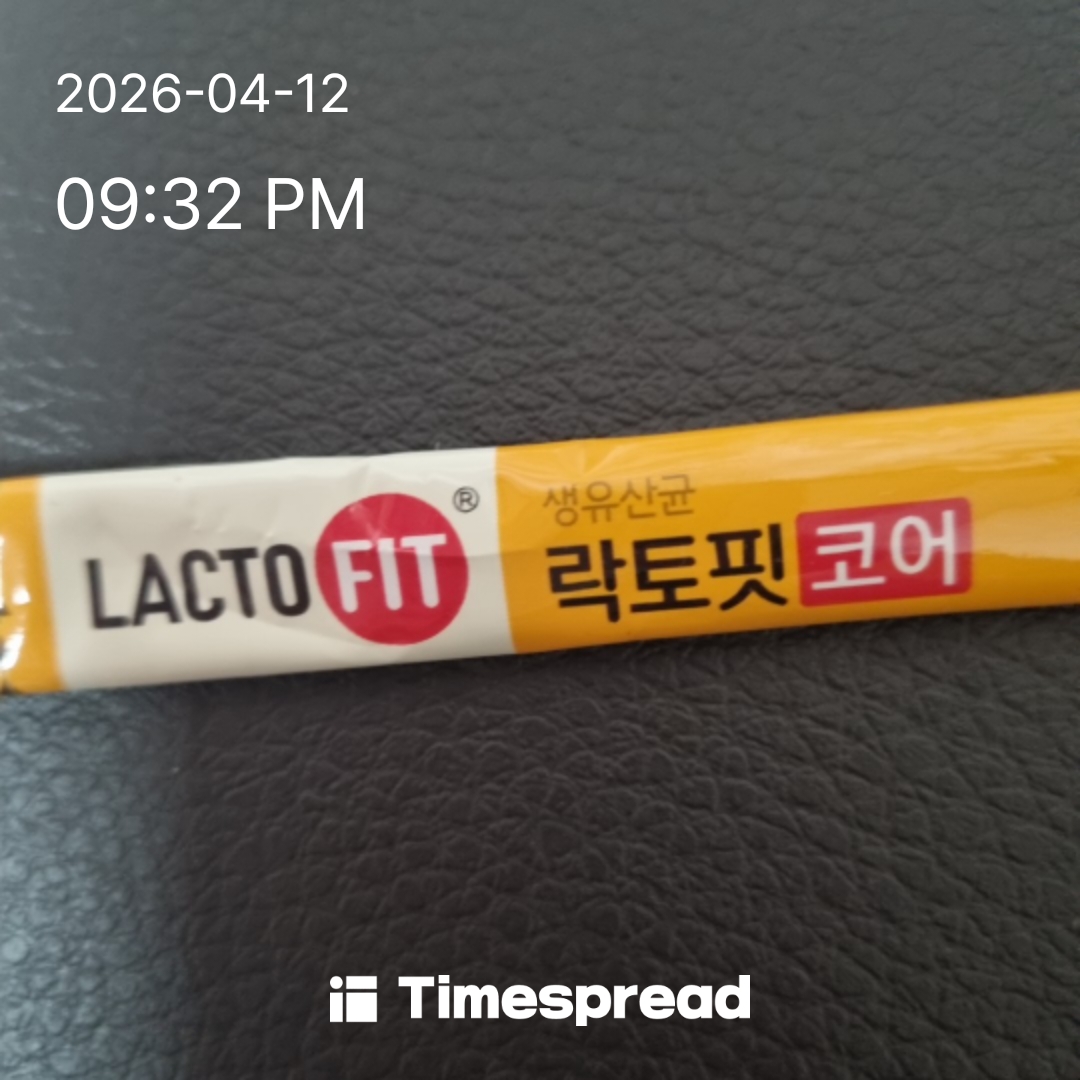 2026-04-12
09:32 PM
LACTO FIT®
생유산균
락토핏 코어
Timespread